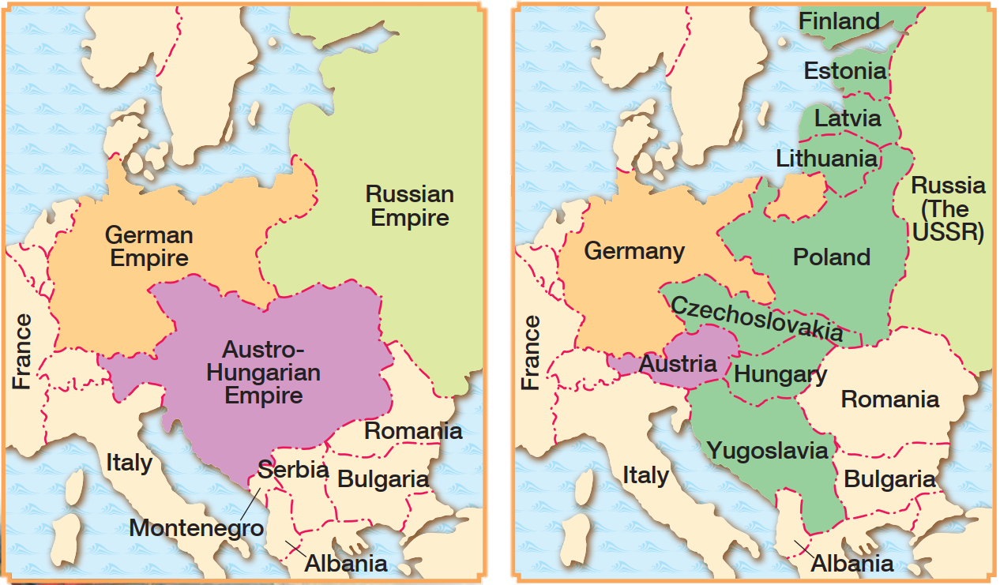 German
Empire
Russian
Empire
France
Austro-
Hungarian
Empire
Romania
Italy
Serbia
Bulgaria
Montenegro
Albania
Finland
Estonia
Latvia
Lithuania
Russia
(The
USSR)
Germany
Poland
Czechoslovakia
France
Austria
Hungary
Romania
Yugoslavia
Italy
Bulgaria
Albania